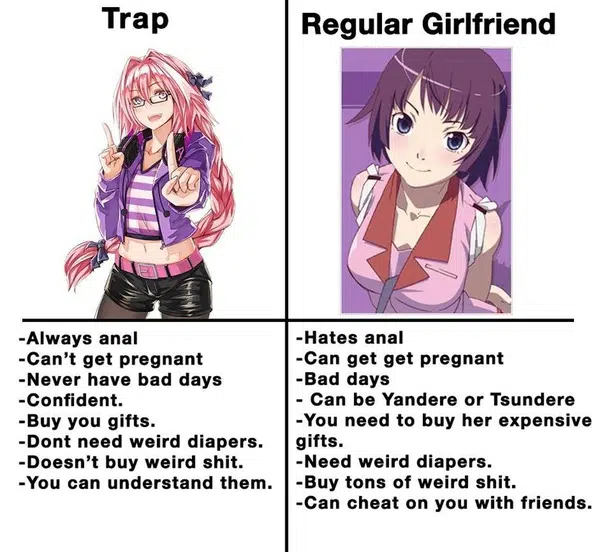 Trap
-Always anal
-Can't get pregnant
-Never have bad days
-Confident.
-Buy you gifts.
-Dont need weird diapers.
-Doesn't buy weird shit.
-You can understand them.
Regular Girlfriend
-Hates anal
-Can get get pregnant
-Bad days
- Can be Yandere or Tsundere
-You need to buy her expensive
gifts.
-Need weird diapers.
-Buy tons of weird shit.
-Can cheat on you with friends.